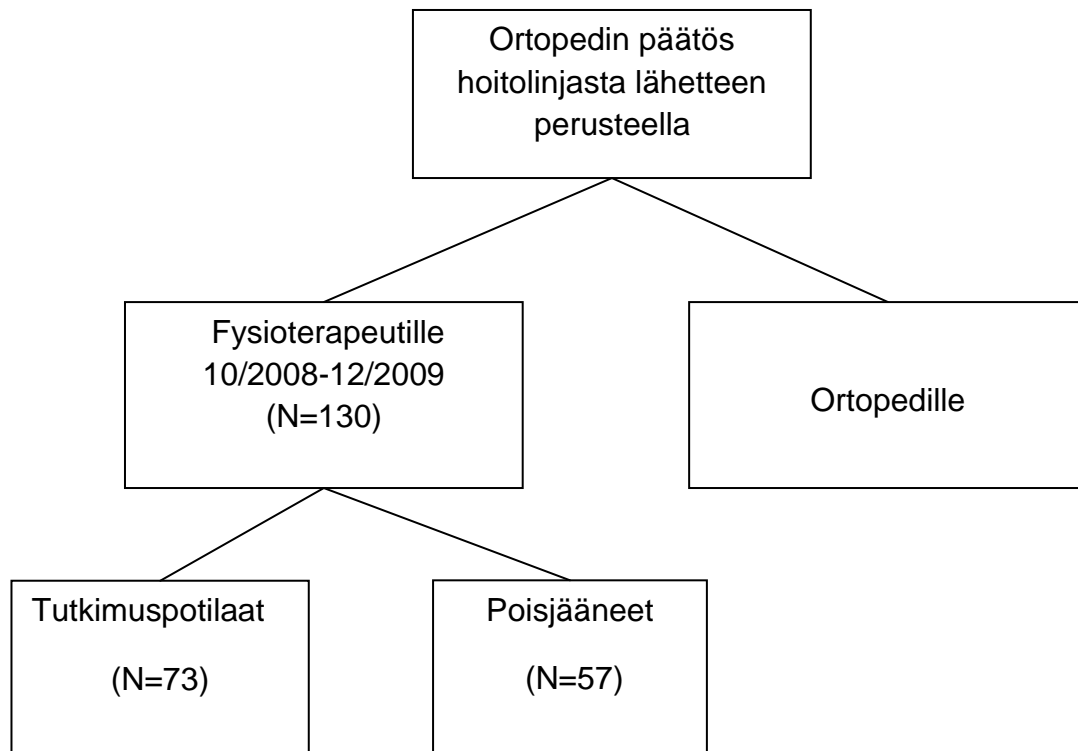 Ortopedin päätös
hoitolinjasta lähetteen
perusteella
Fysioterapeutille
10/2008-12/2009
(N=130)
Ortopedille
Tutkimuspotilaat
(N=73)
Poisjääneet
(N=57)